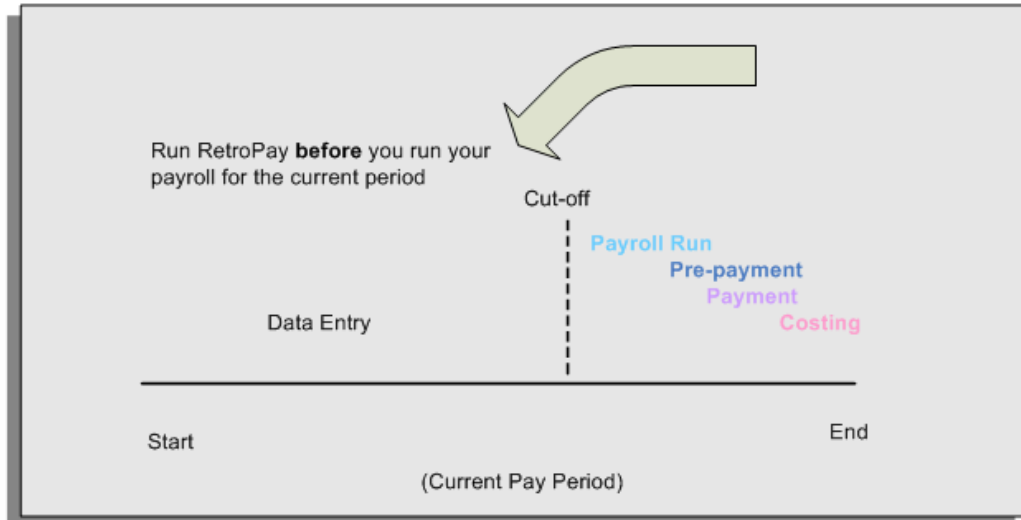 Run RetroPay before you run your
payroll for the current period
Cut-off
Payroll Run
Pre-payment
Payment
Data Entry
Costing
Start
End
(Current Pay Period)